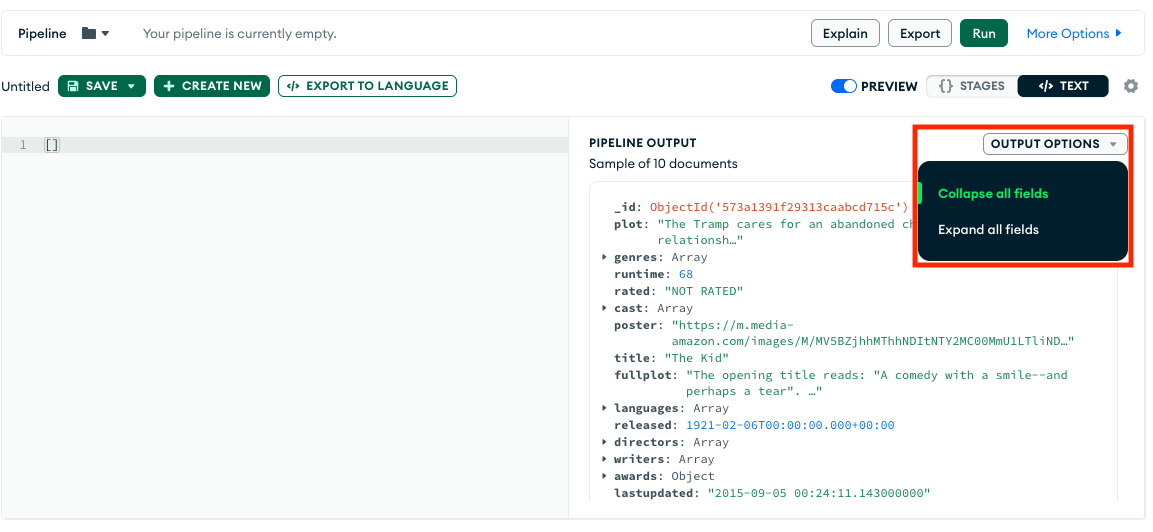 Pipeline
Your pipeline is currently empty.
Explain
Export
Run
More Options
Untitled
SAVE
CREATE NEW
EXPORT TO LANGUAGE
PREVIEW
{} STAGES
</> TEXT
1 []
PIPELINE OUTPUT
OUTPUT OPTIONS
Sample of 10 documents
Collapse all fields
Expand all fields
_id: ObjectId('573a1391f29313caabcd715c')
plot: "The Tramp cares for an abandoned ch
relationsh…"
genres: Array
runtime: 68
rated: "NOT RATED"
cast: Array
poster: "https://m.media-
amazon.com/images/M/MV5BZjhhMThhNDItNTY2MC00MmU1LTliND…"
title: "The Kid"
fullplot: "The opening title reads: "A comedy with a smile--and
perhaps a tear". …"
languages: Array
released: 1921-02-06T00:00:00.000+00:00
directors: Array
writers: Array
awards: Object
lastupdated: "2015-09-05 00:24:11.143000000"